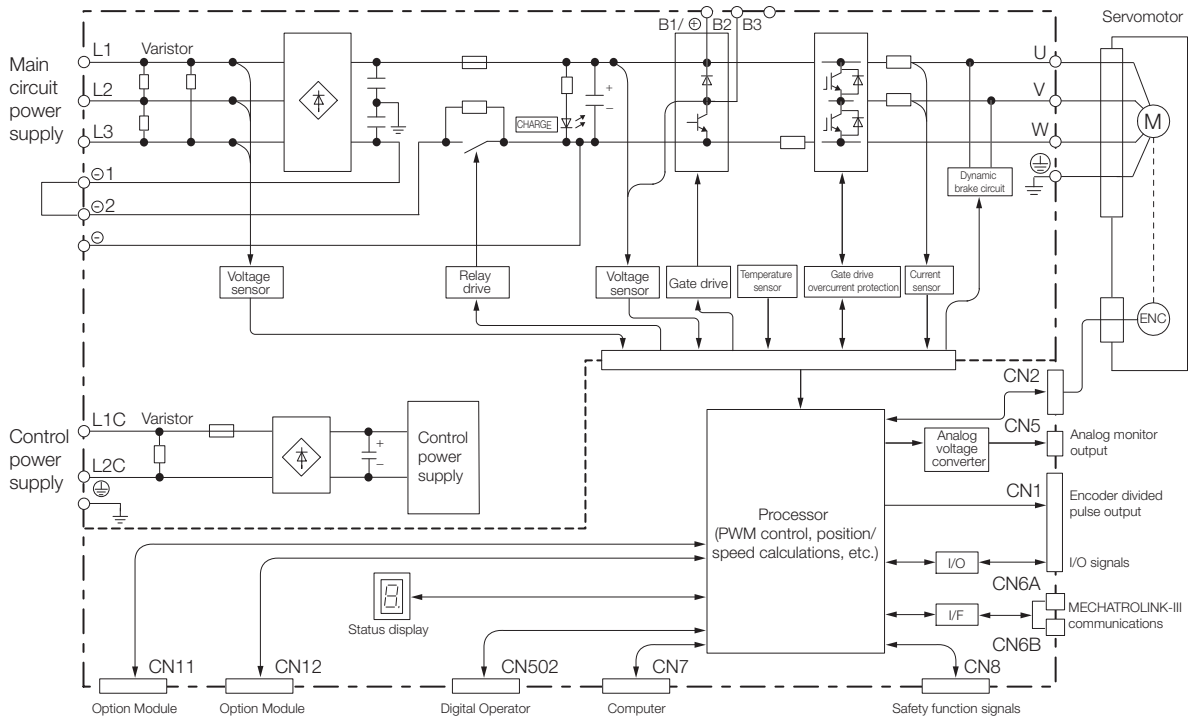 B1/ ⊕ B2 B3
Servomotor
Main
circuit
power
supply
L1
Varistor
L2
L3
⊖1
⊖2
⊖
+
−
CHARGE
U
V
W
M
Dynamic
brake circuit
Voltage
sensor
Relay
drive
Voltage
sensor
Gate drive
Temperature
sensor
Gate drive
overcurrent protection
Current
sensor
ENC
Control
power
supply
L1C
Varistor
L2C
+
−
Control
power
supply
Processor
(PWM control, position/
speed calculations, etc.)
CN2
CN5
Analog
voltage
converter
Analog monitor
output
CN1
Encoder divided
pulse output
I/O
I/O signals
CN6A
I/F
MECHATROLINK-III
communications
CN6B
8.
Status display
CN11
CN12
CN502
CN7
CN8
Option Module
Option Module
Digital Operator
Computer
Safety function signals